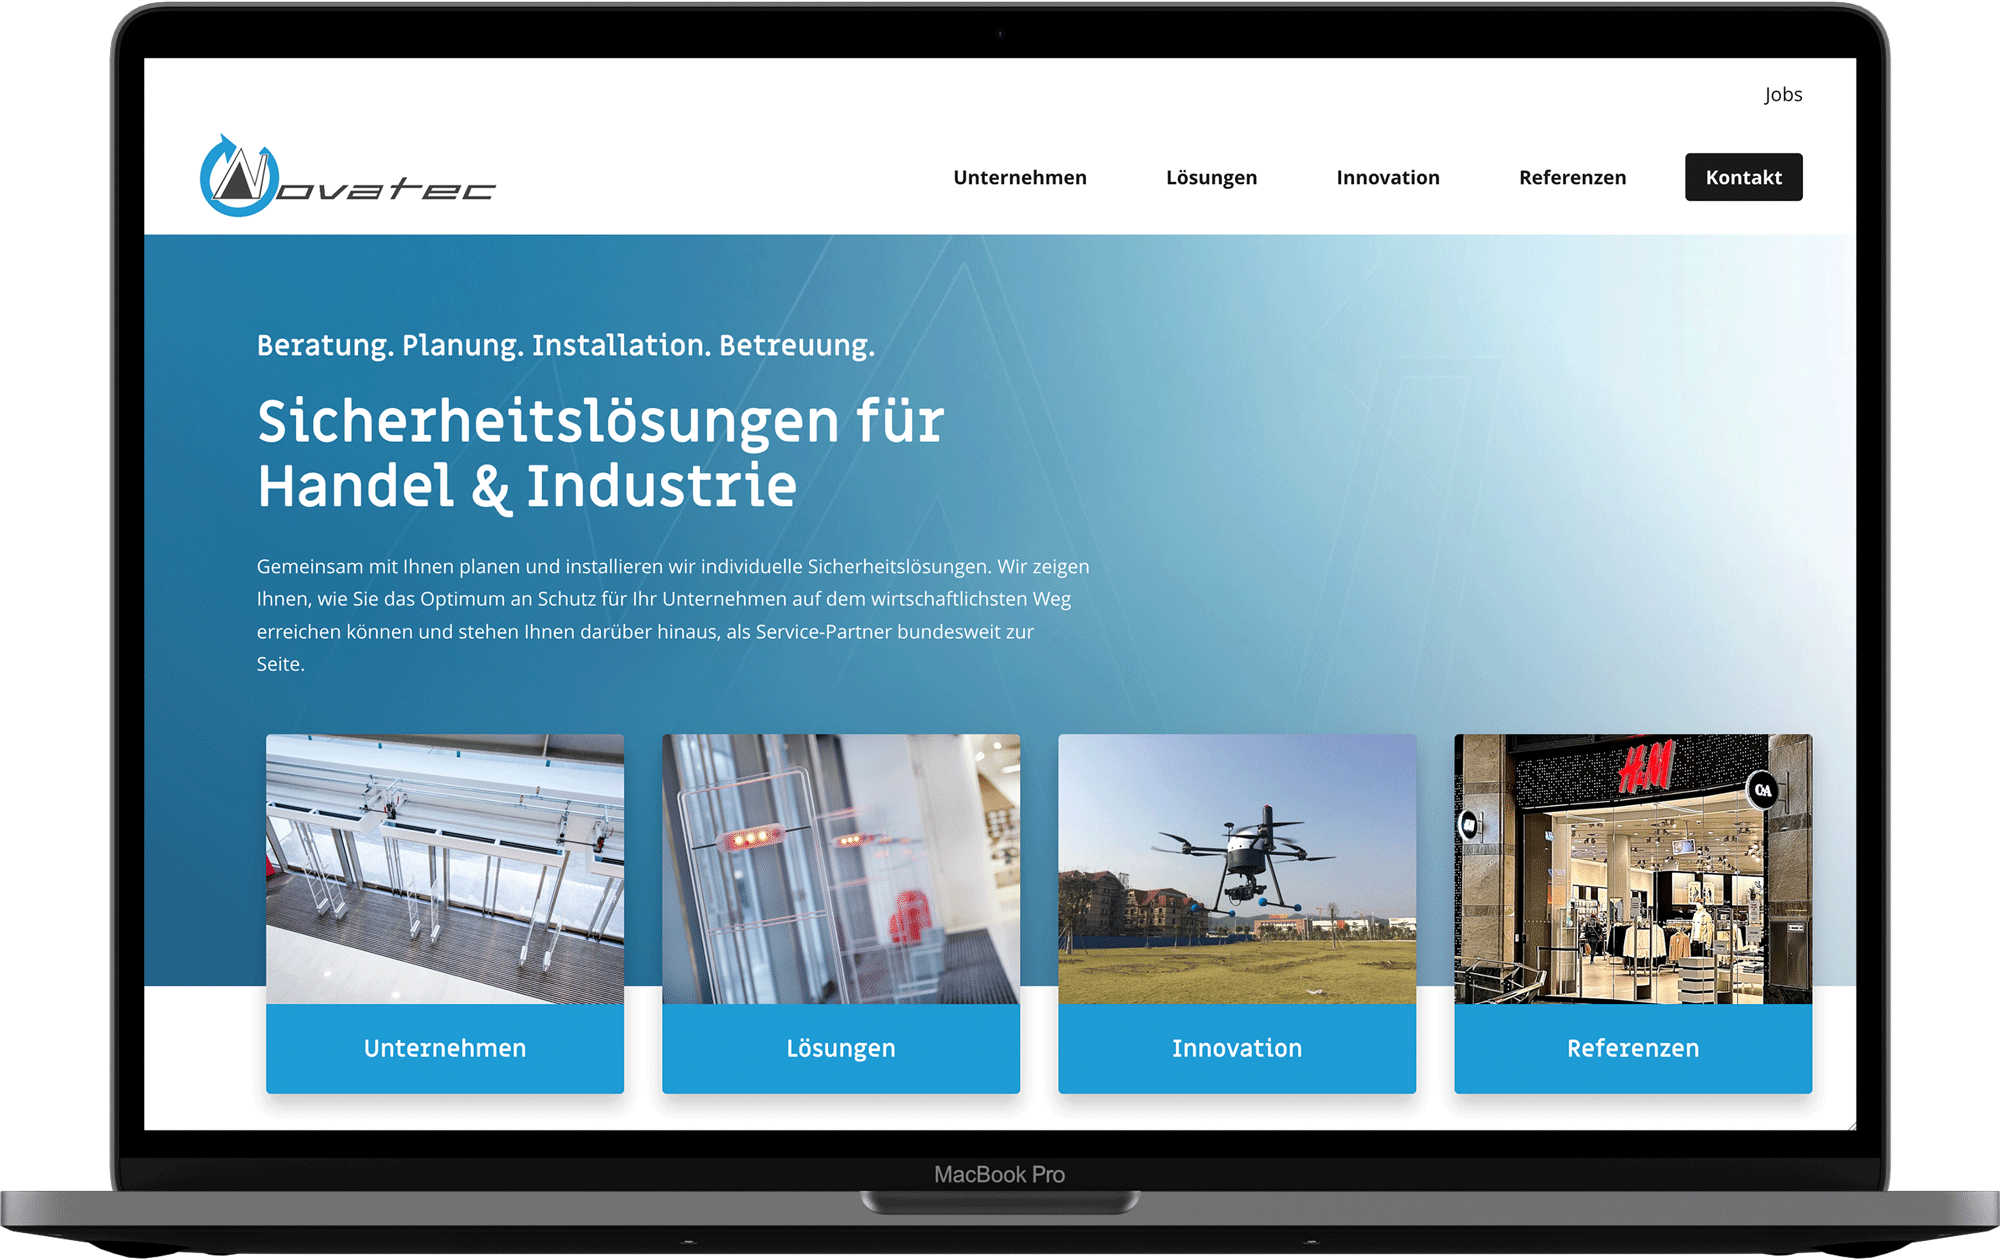 Jobs
Novatec
Unternehmen
Lösungen
Innovation
Referenzen
Kontakt
Beratung. Planung. Installation. Betreuung.
Sicherheitslösungen für
Handel & Industrie
Gemeinsam mit Ihnen planen und installieren wir individuelle Sicherheitslösungen. Wir zeigen
Ihnen, wie Sie das Optimum an Schutz für Ihr Unternehmen auf dem wirtschaftlichsten Weg
erreichen können und stehen Ihnen darüber hinaus, als Service-Partner bundesweit zur
Seite.
H&M
Unternehmen
Lösungen
Innovation
Referenzen
MacBook Pro